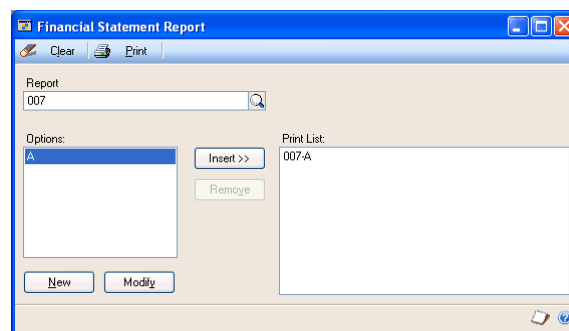 Financial Statement Report
Clear Print
Report
007
Options: Print List:
A Insert >> 007-A
Remove
New Modify